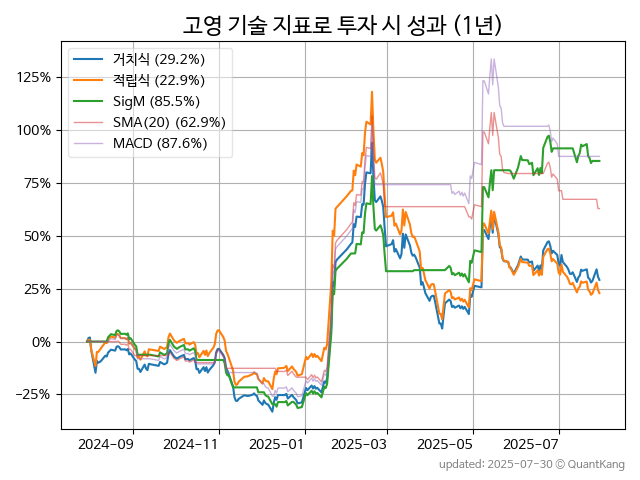 고영 기술 지표로 투자 시 성과 (1년)
거치식 (29.2%)
적립식 (22.9%)
SigM (85.5%)
SMA(20) (62.9%)
MACD (87.6%)
125%
100%
75%
50%
25%
0%
−25%
2024−09 2024−11 2025−01 2025−03 2025−05 2025−07
updated: 2025-07-30 © QuantKang